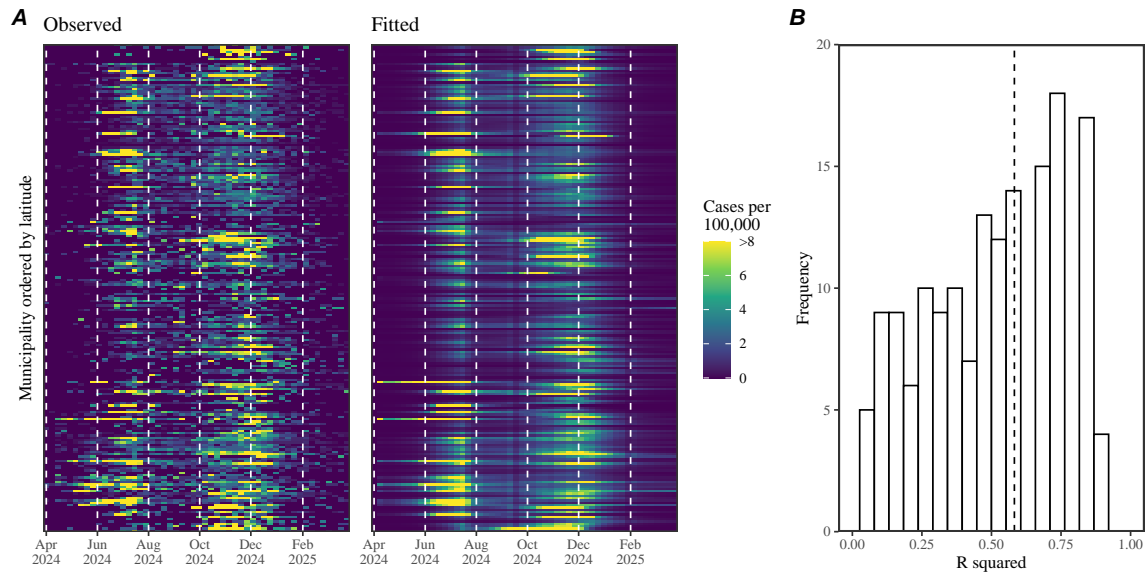 A
Observed
Fitted
Municipality ordered by latitude
Apr
2024
Jun
2024
Aug
2024
Oct
2024
Dec
2024
Feb
2025
Apr
2024
Jun
2024
Aug
2024
Oct
2024
Dec
2024
Feb
2025
Cases per
100,000
>8
6
4
2
0
B
Frequency
20
15
10
5
0
0.00
0.25
0.50
0.75
1.00
R squared